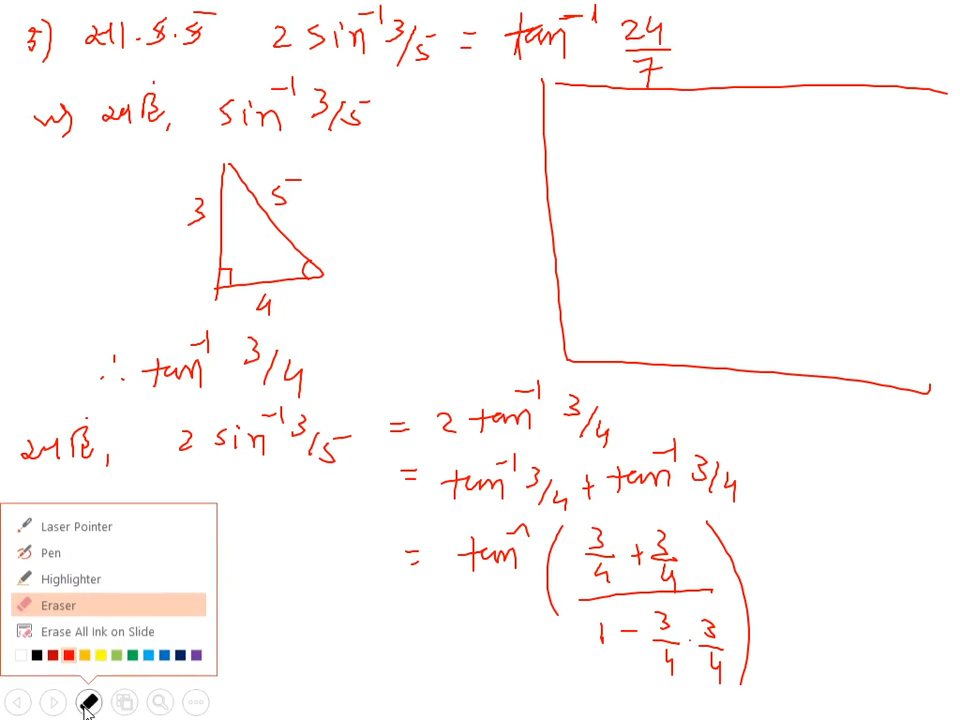 5) સા.ક.ક 2 sin⁻¹ 3/5 = tan⁻¹ 24/7
sin⁻¹ 3/5
3
5
4
∴ tan⁻¹ 3/4
2 sin⁻¹ 3/5 = 2 tan⁻¹ 3/4
= tan⁻¹ 3/4 + tan⁻¹ 3/4
= tan⁻¹ ( (3/4 + 3/4) / (1 - 3/4 · 3/4) )
Laser Pointer
Pen
Highlighter
Eraser
Erase All Ink on Slide